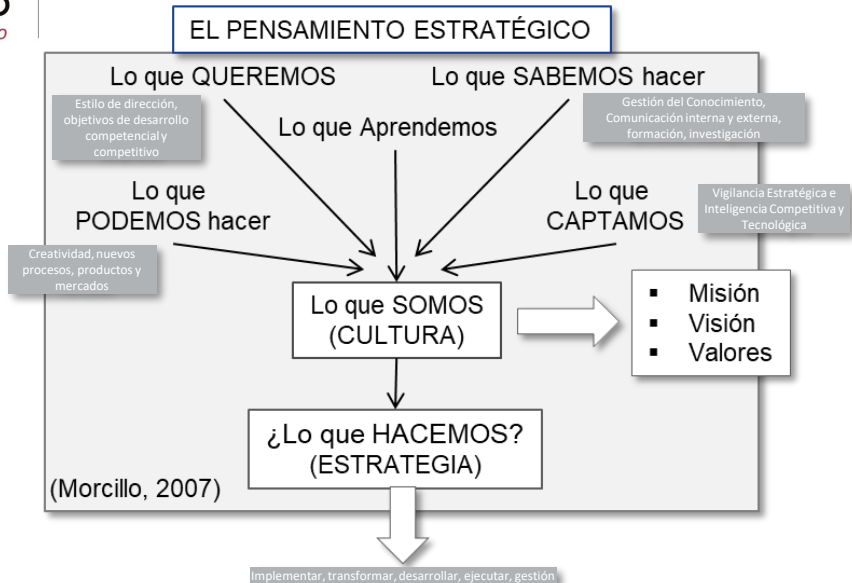 EL PENSAMIENTO ESTRATÉGICO
Lo que QUEREMOS
Lo que SABEMOS hacer
Estilo de dirección,
objetivos de desarrollo
competencial y
competitivo
Gestión del Conocimiento,
Comunicación interna y externa,
formación, investigación
Lo que Aprendemos
Lo que
PODEMOS hacer
Lo que
CAPTAMOS
Vigilancia Estratégica e
Inteligencia Competitiva y
Tecnológica
Creatividad, nuevos
procesos, productos y
mercados
Lo que SOMOS
(CULTURA)
▪ Misión
▪ Visión
▪ Valores
¿Lo que HACEMOS?
(ESTRATEGIA)
(Morcillo, 2007)
Implementar, transformar, desarrollar, ejecutar, gestión